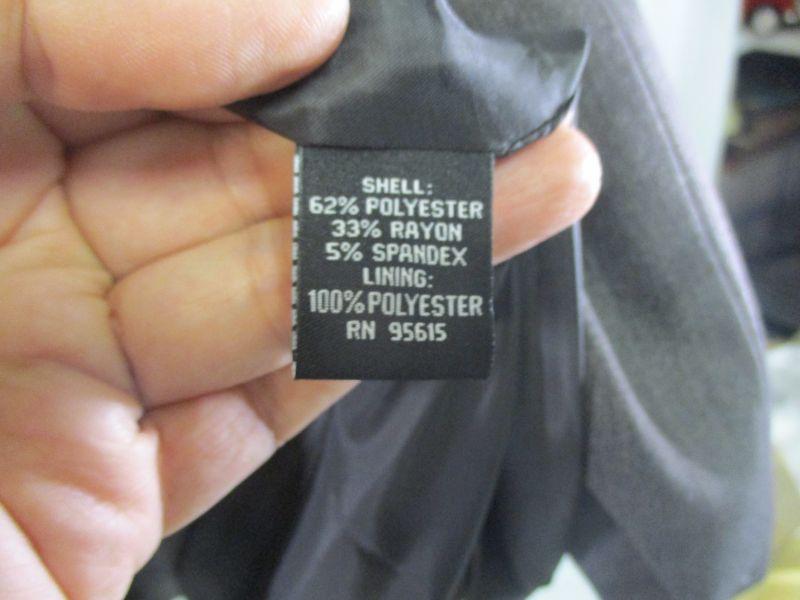 SHELL:
62% POLYESTER
33% RAYON
5% SPANDEX
LINING:
100% POLYESTER
RN 95615